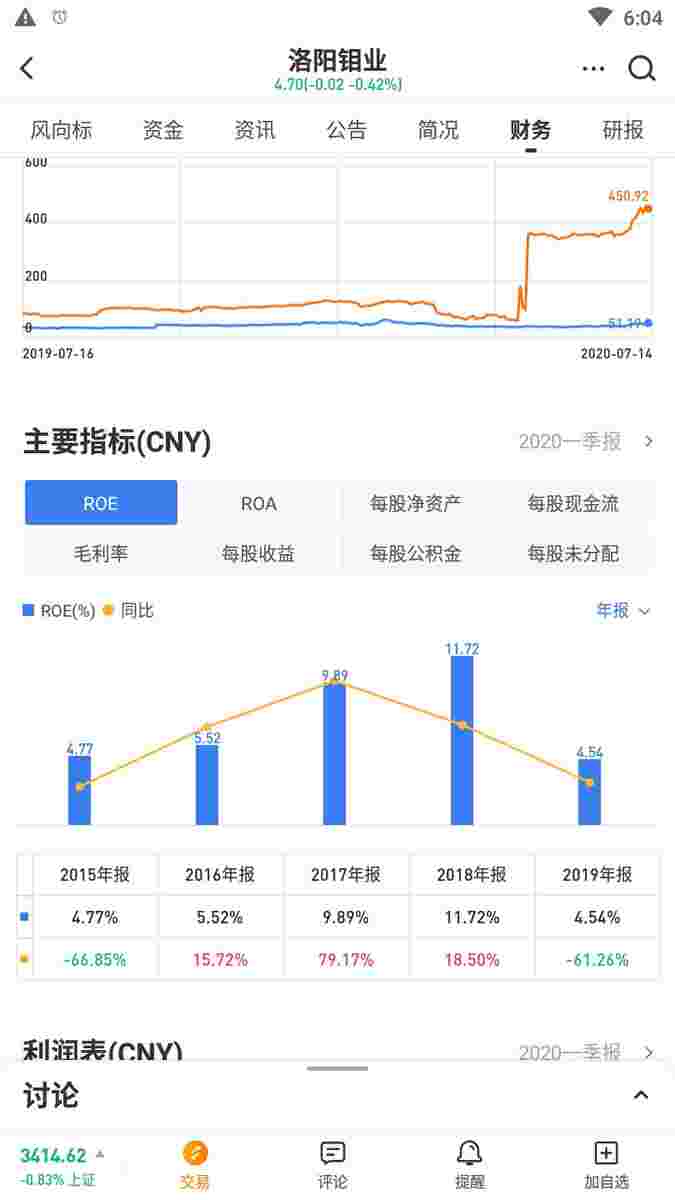 6:04
洛阳钼业
4.70(-0.02 -0.42%)
风向标 资金 资讯 公告 简况 财务 研报
600
450.92
400
200
51.19
0
2019-07-16 2020-07-14
主要指标(CNY) 2020一季报
ROE ROA 每股净资产 每股现金流
毛利率 每股收益 每股公积金 每股未分配
ROE(%) 同比 年报
11.72
9.89
5.52
4.77 4.54
2015年报 2016年报 2017年报 2018年报 2019年报
4.77% 5.52% 9.89% 11.72% 4.54%
-66.85% 15.72% 79.17% 18.50% -61.26%
利润表(CNY) 2020一季报
讨论
3414.62
-0.83% 上证
交易 评论 提醒 加自选